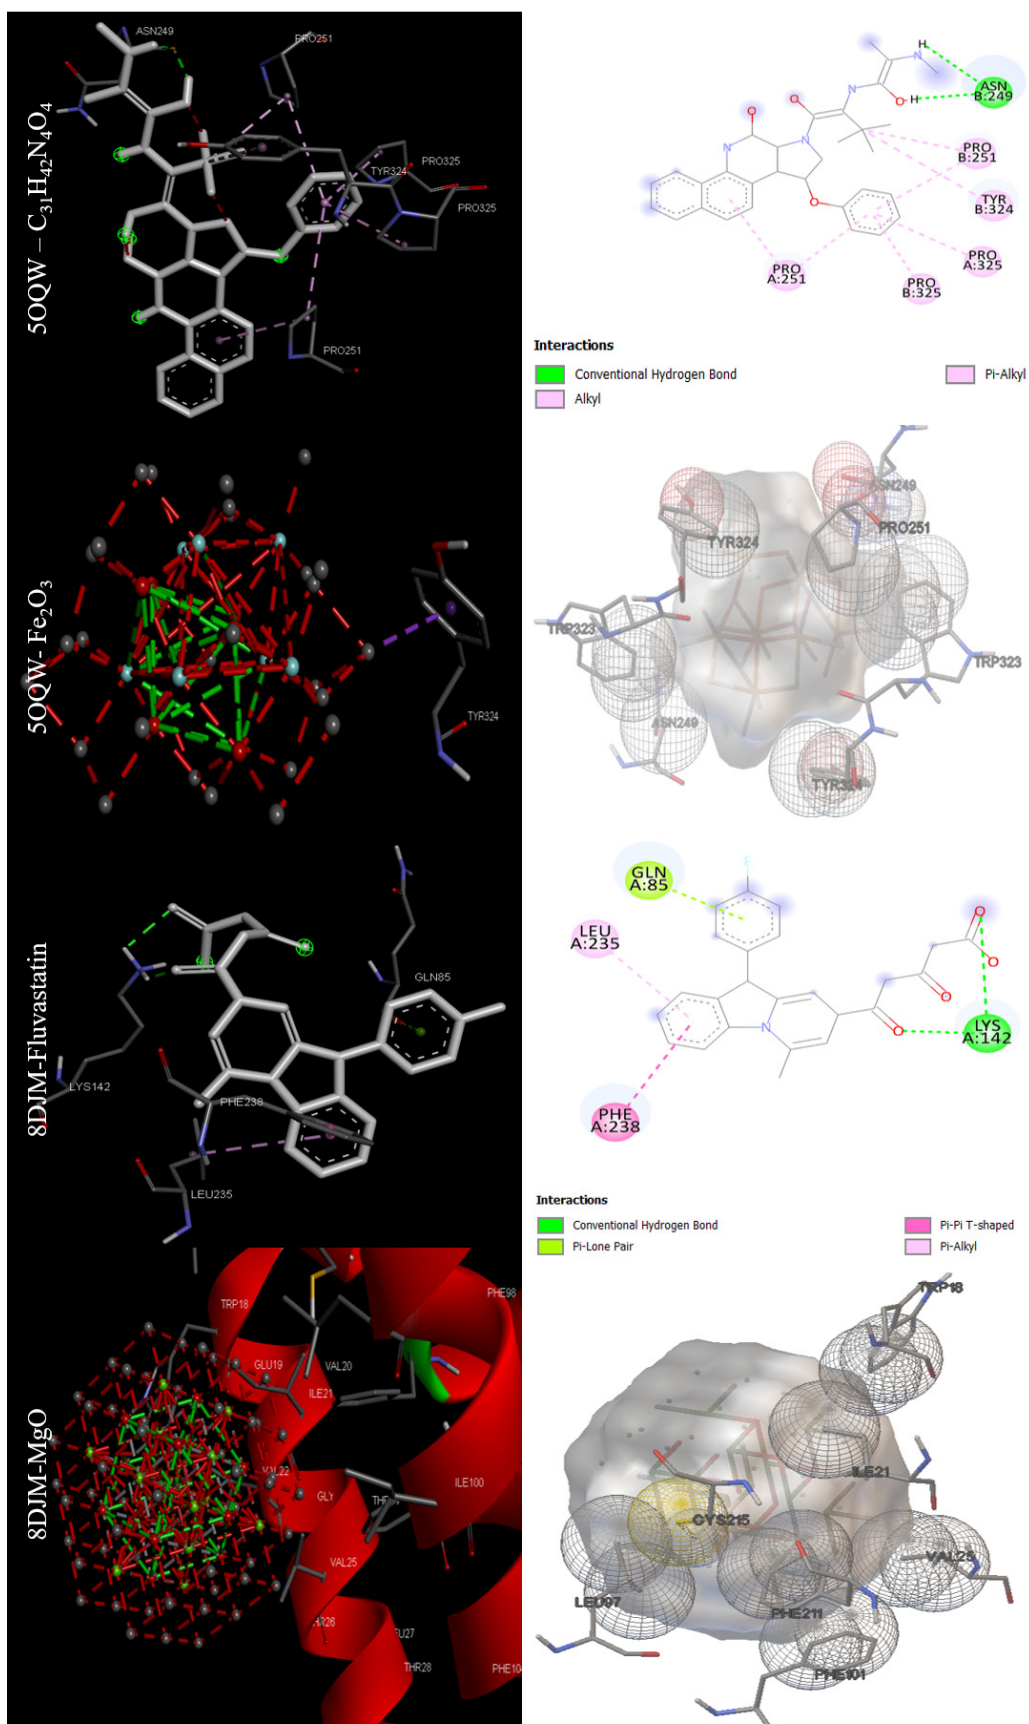 5OQW – C31H42N4O4
ASN249
PRO251
TYR324
PRO325
PRO325
PRO251
H
N
O H
ASN
B:249
O
O
N
N
N
O
PRO
B:251
TYR
B:324
PRO
A:325
PRO
B:325
PRO
A:251
Interactions
Conventional Hydrogen Bond
Alkyl
Pi-Alkyl
5OQW- Fe2O3
TYR324
ASN249
TYR324
PRO251
TRP323
TRP323
ASN249
TYR324
8DJM-Fluvastatin
GLN85
LYS142
PHE238
LEU235
F
GLN
A:85
LEU
A:235
N
O
O
O
O
LYS
A:142
PHE
A:238
Interactions
Conventional Hydrogen Bond
Pi-Lone Pair
Pi-Pi T-shaped
Pi-Alkyl
8DJM-MgO
TRP18
PHE98
GLU19
VAL20
ILE21
VAL22
ILE100
GLY
VAL25
THR28
TRP18
ILE21
CYS215
VAL25
LEU97
PHE211
PHE101